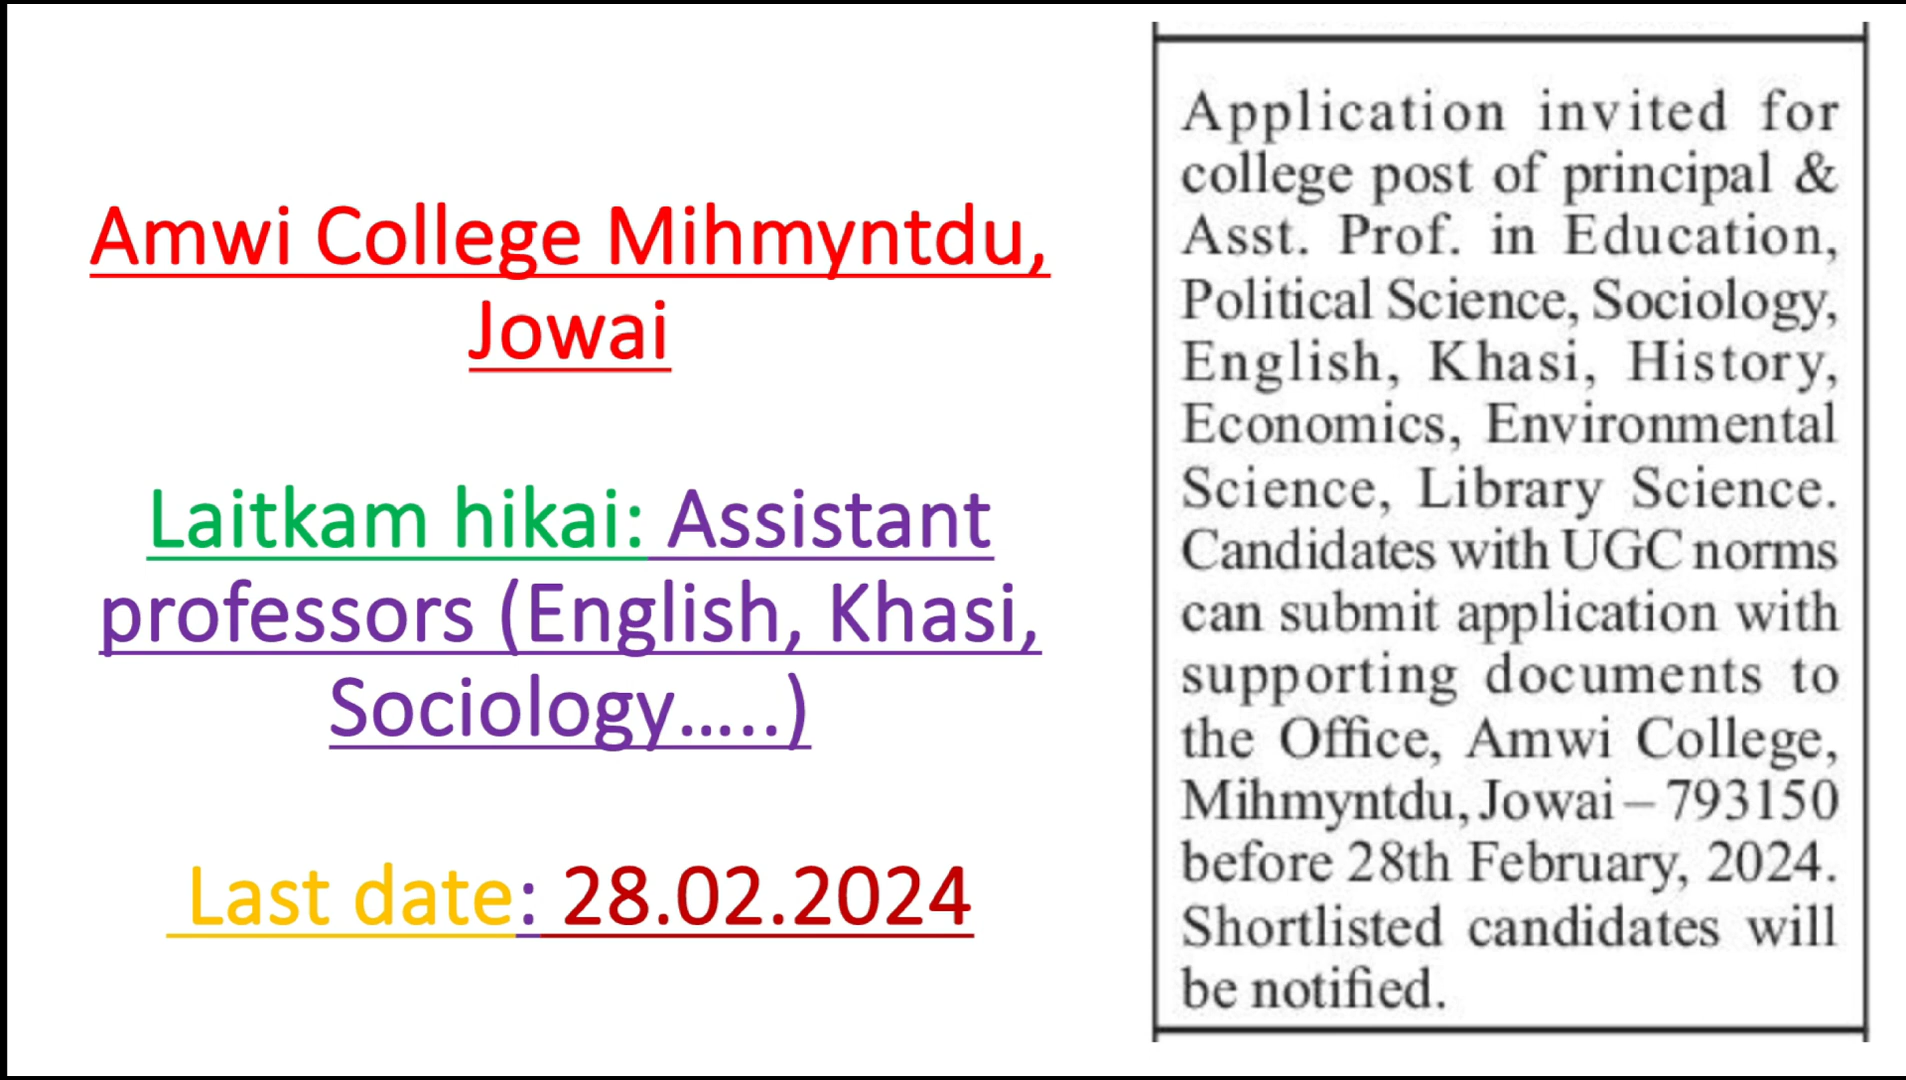 Amwi College Mihmyntdu,
Jowai
Laitkam hikai: Assistant
professors (English, Khasi,
Sociology.....)
Last date: 28.02.2024
Application invited for
college post of principal &
Asst. Prof. in Education,
Political Science, Sociology,
English, Khasi, History,
Economics, Environmental
Science, Library Science.
Candidates with UGC norms
can submit application with
supporting documents to
the Office, Amwi College,
Mihmyntdu, Jowai – 793150
before 28th February, 2024.
Shortlisted candidates will
be notified.